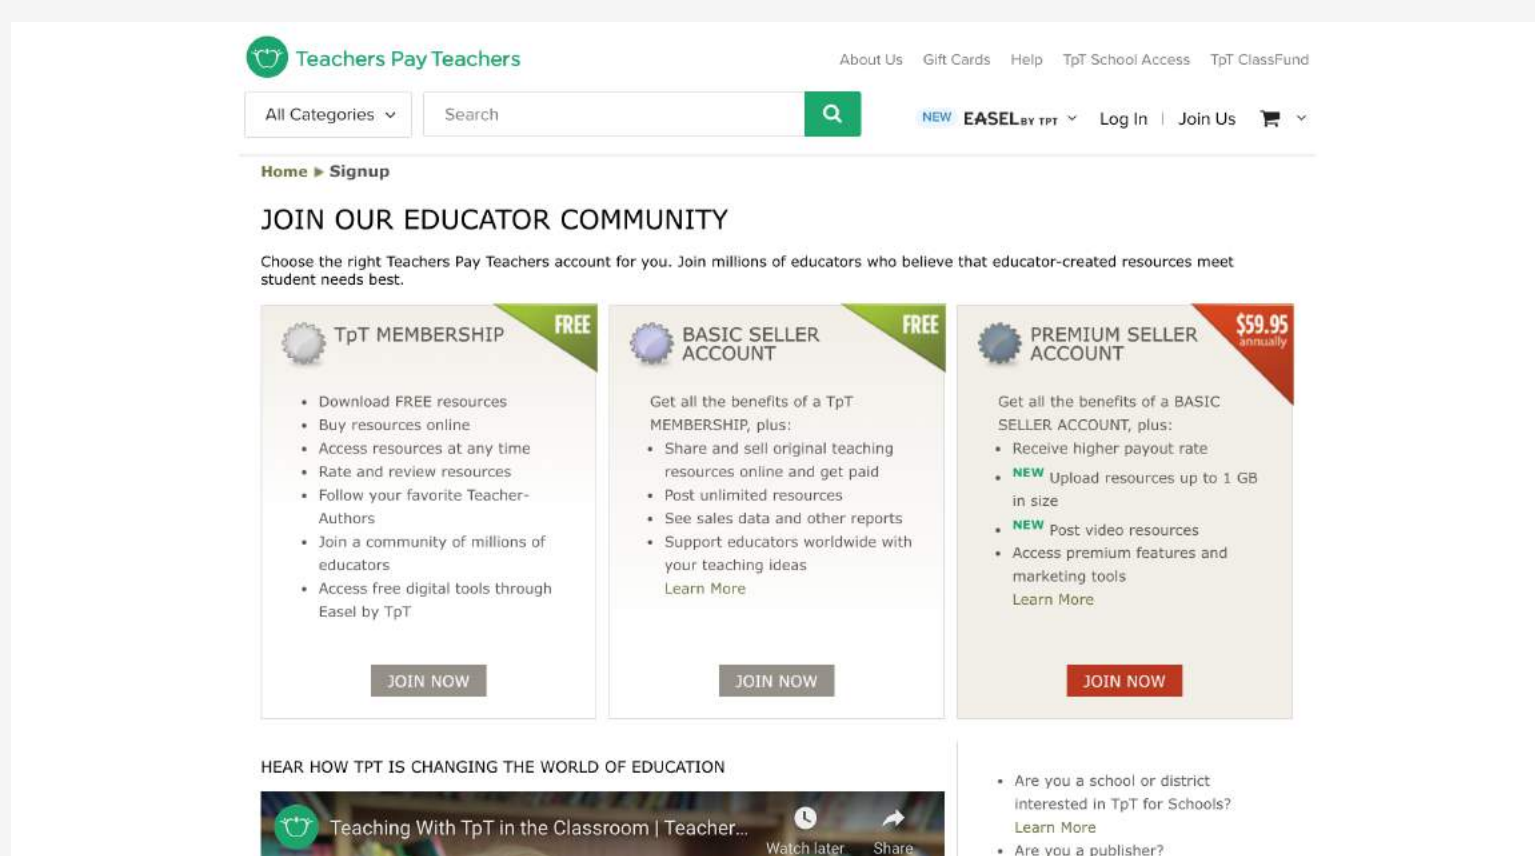 Teachers Pay Teachers
About Us Gift Cards Help TpT School Access TpT ClassFund
All Categories Search NEW EASEL BY TPT Log In | Join Us
Home ▶ Signup
JOIN OUR EDUCATOR COMMUNITY
Choose the right Teachers Pay Teachers account for you. Join millions of educators who believe that educator-created resources meet
student needs best.
TpT MEMBERSHIP
FREE
• Download FREE resources
• Buy resources online
• Access resources at any time
• Rate and review resources
• Follow your favorite Teacher-
Authors
• Join a community of millions of
educators
• Access free digital tools through
Easel by TpT
JOIN NOW
BASIC SELLER
ACCOUNT
FREE
Get all the benefits of a TpT
MEMBERSHIP, plus:
• Share and sell original teaching
resources online and get paid
• Post unlimited resources
• See sales data and other reports
• Support educators worldwide with
your teaching ideas
Learn More
JOIN NOW
PREMIUM SELLER
ACCOUNT
$59.95
annually
Get all the benefits of a BASIC
SELLER ACCOUNT, plus:
• Receive higher payout rate
• NEW Upload resources up to 1 GB
in size
• NEW Post video resources
• Access premium features and
marketing tools
Learn More
JOIN NOW
HEAR HOW TPT IS CHANGING THE WORLD OF EDUCATION
Teaching With TpT in the Classroom | Teacher...
Watch later Share
• Are you a school or district
interested in TpT for Schools?
Learn More
• Are you a publisher?